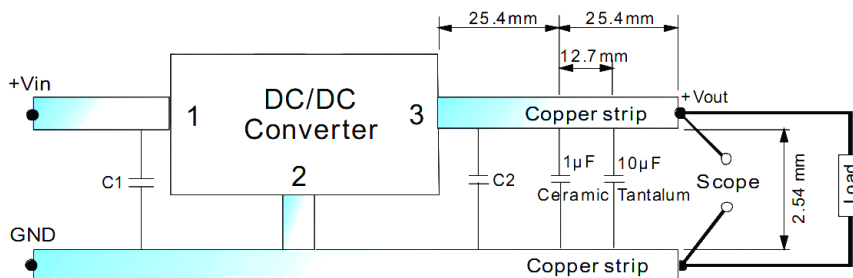 25.4mm
25.4mm
12.7mm
+Vin
1
DC/DC
Converter
3
2
Copper strip
+Vout
C1
C2
1µF
Ceramic
10µF
Tantalum
Scope
2.54 mm
Load
GND
Copper strip